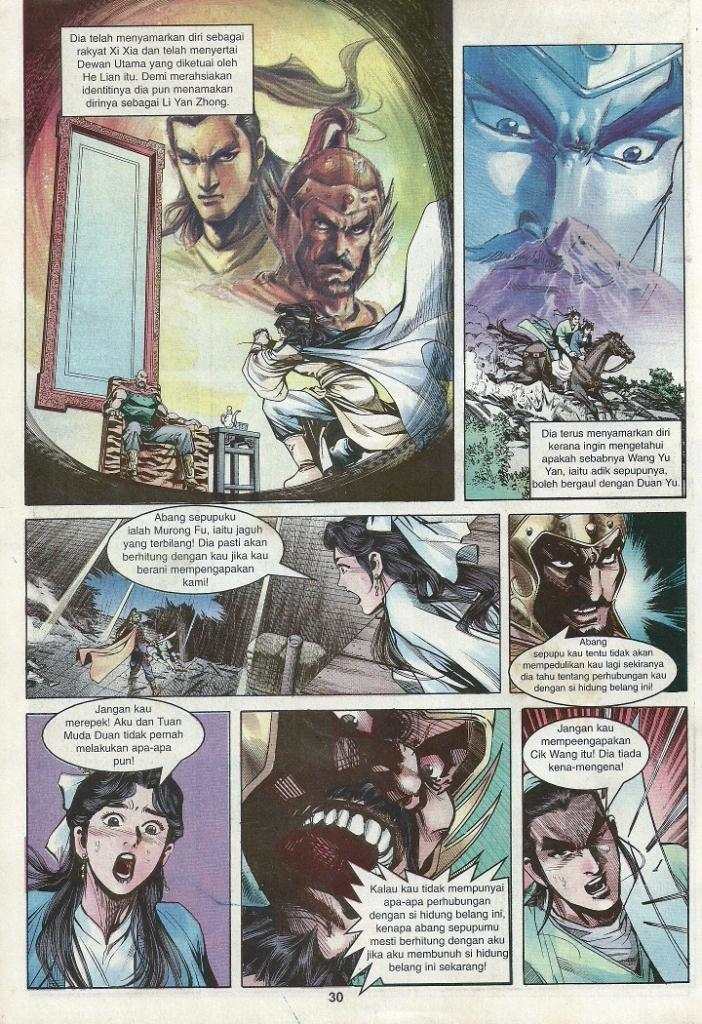 Dia telah menyamarkan diri sebagai
rakyat Xi Xia dan telah menyertai
Dewan Utama yang diketuai oleh
He Lian itu. Demi merahsiakan
identitinya dia pun menamakan
dirinya sebagai Li Yan Zhong.
Dia terus menyamarkan diri
kerana ingin mengetahui
apakah sebabnya Wang Yu
Yan, iaitu adik sepupunya,
boleh bergaul dengan Duan Yu.
Abang sepupuku
ialah Murong Fu, iaitu jaguh
yang terbilang! Dia pasti akan
berhitung dengan kau jika kau
berani mempengapakan
kami!
Abang
sepupu kau tentu tidak akan
mempedulikan kau lagi sekiranya
dia tahu tentang perhubungan kau
dengan si hidung belang ini!
Jangan kau
merepek! Aku dan Tuan
Muda Duan tidak pernah
melakukan apa-apa
pun!
Kalau kau tidak mempunyai
apa-apa perhubungan
dengan si hidung belang ini,
kenapa abang sepupumu
mesti berhitung dengan aku
jika aku membunuh si hidung
belang ini sekarang!
Jangan kau
mempeengapakan
Cik Wang itu! Dia tiada
kena-mengena!
30